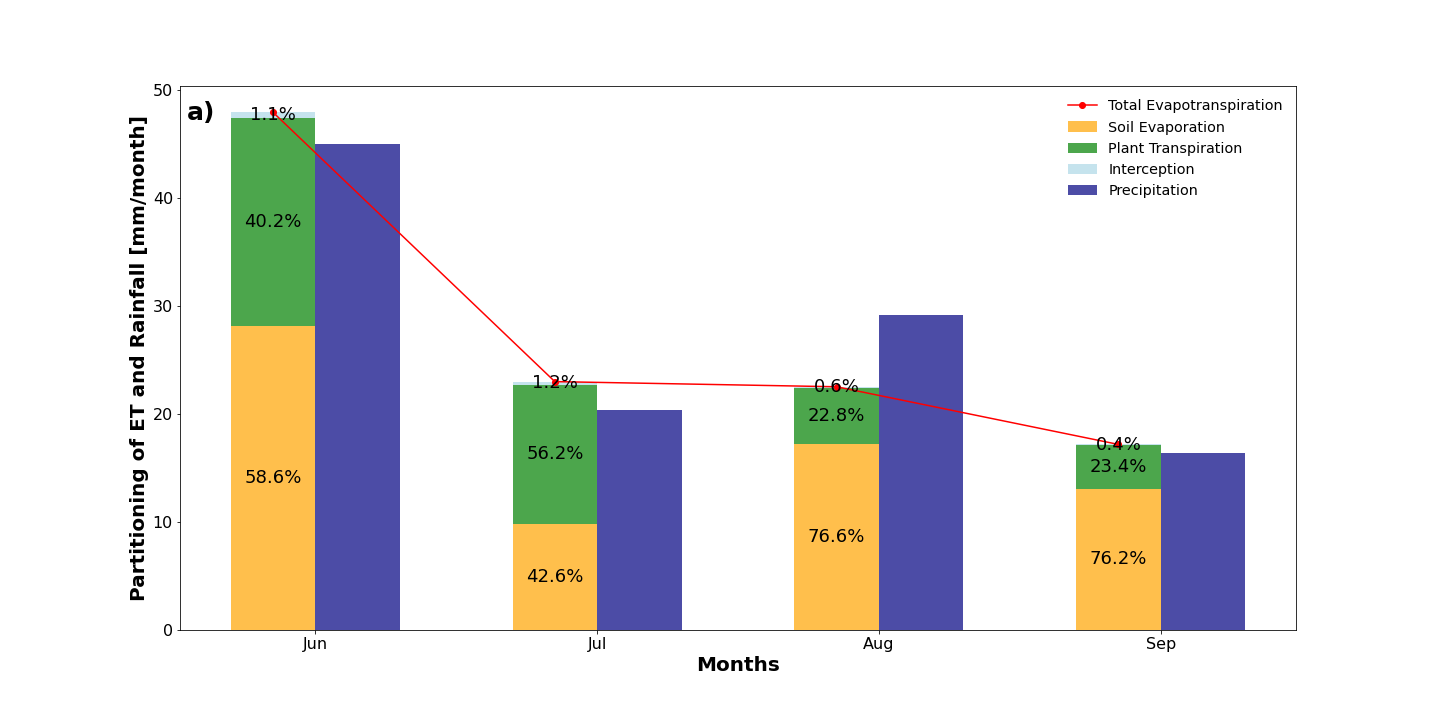 a)
Partitioning of ET and Rainfall [mm/month]
50
40
30
20
10
0
Total Evapotranspiration
Soil Evaporation
Plant Transpiration
Interception
Precipitation
1.1%
40.2%
58.6%
1.2%
56.2%
42.6%
0.6%
22.8%
76.6%
0.4%
23.4%
76.2%
Jun Jul Aug Sep
Months